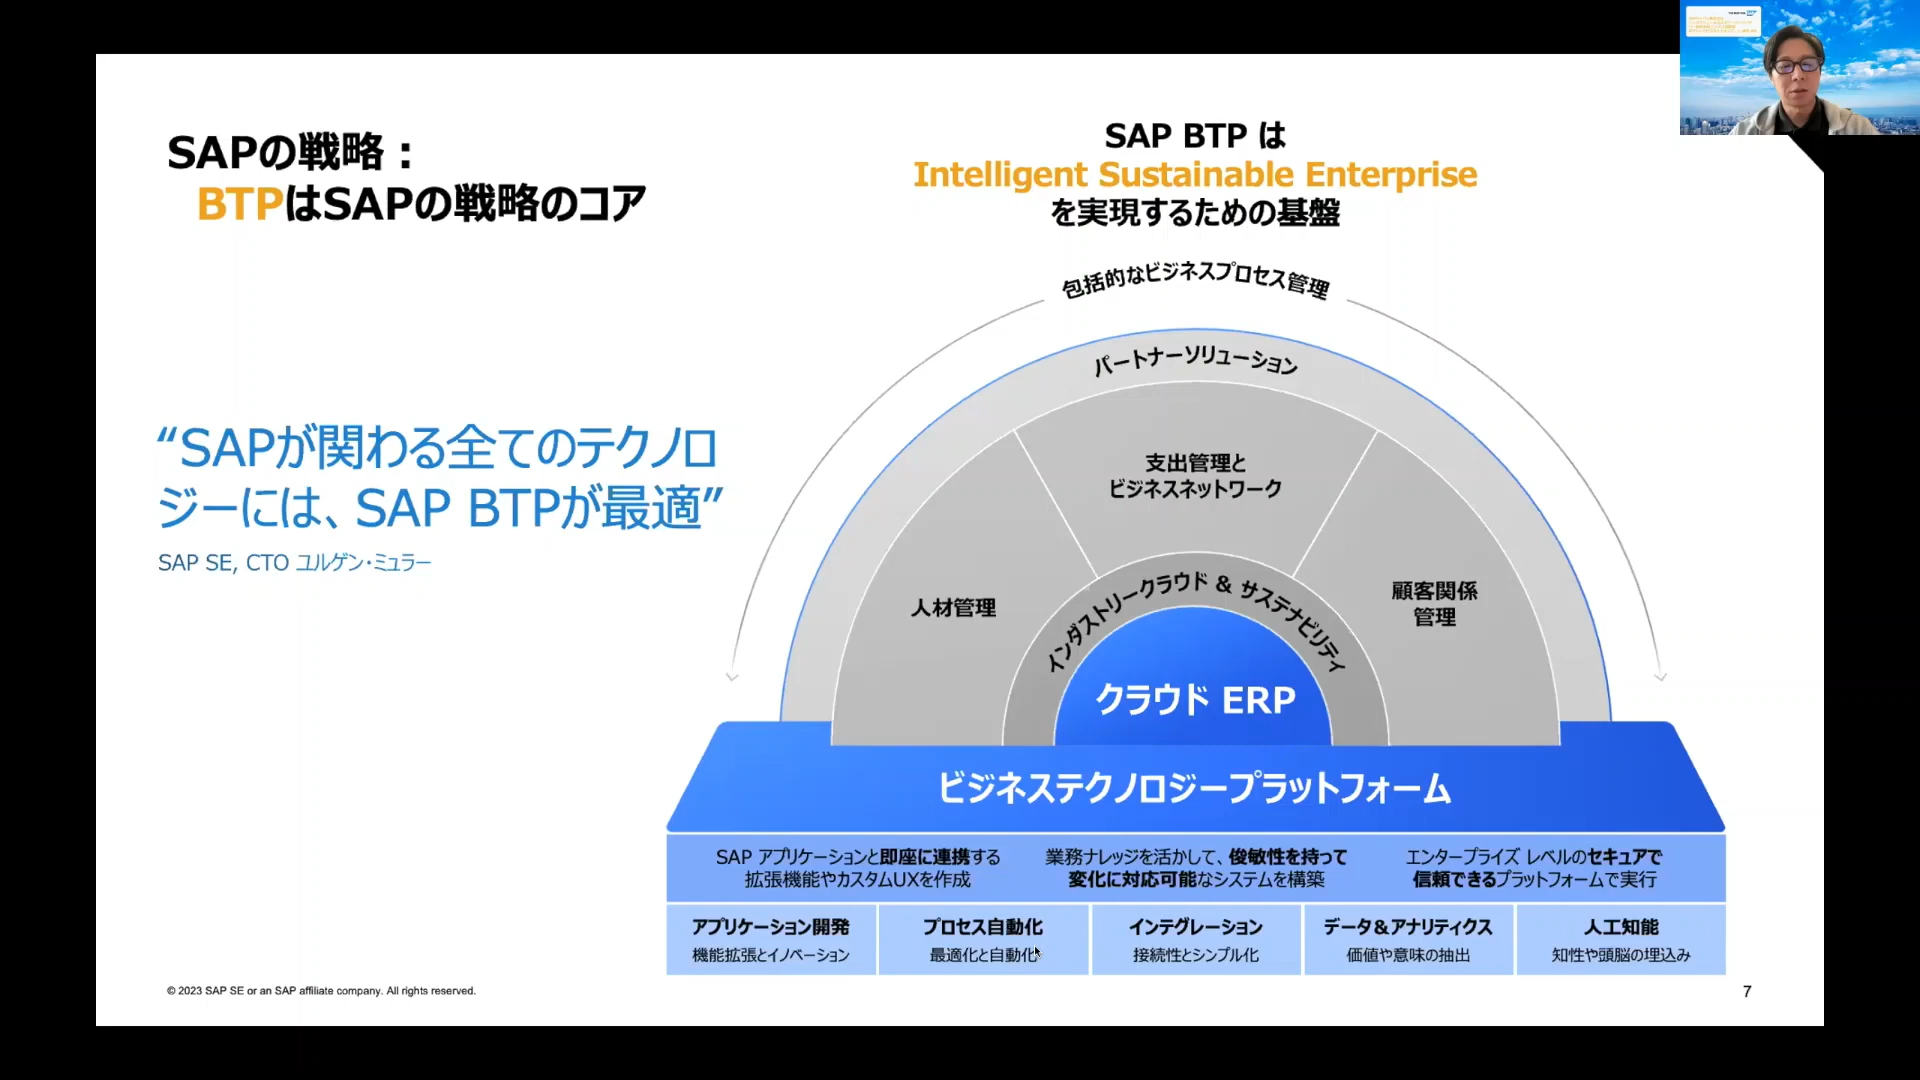 SAPの戦略：
BTPはSAPの戦略のコア
“SAPが関わる全てのテクノロ
ジーには、SAP BTPが最適”
SAP SE, CTO ユルゲン・ミュラー
SAP BTP は
Intelligent Sustainable Enterprise
を実現するための基盤
包括的なビジネスプロセス管理
パートナーソリューション
支出管理と
ビジネスネットワーク
人材管理
顧客関係
管理
インダストリークラウド & サステナビリティ
クラウド ERP
ビジネステクノロジープラットフォーム
SAP アプリケーションと即座に連携する
拡張機能やカスタムUXを作成
業務ナレッジを活かして、俊敏性を持って
変化に対応可能なシステムを構築
エンタープライズ レベルのセキュアで
信頼できるプラットフォームで実行
アプリケーション開発
機能拡張とイノベーション
プロセス自動化
最適化と自動化
インテグレーション
接続性とシンプル化
データ＆アナリティクス
価値や意味の抽出
人工知能
知性や頭脳の埋込み
© 2023 SAP SE or an SAP affiliate company. All rights reserved.
7